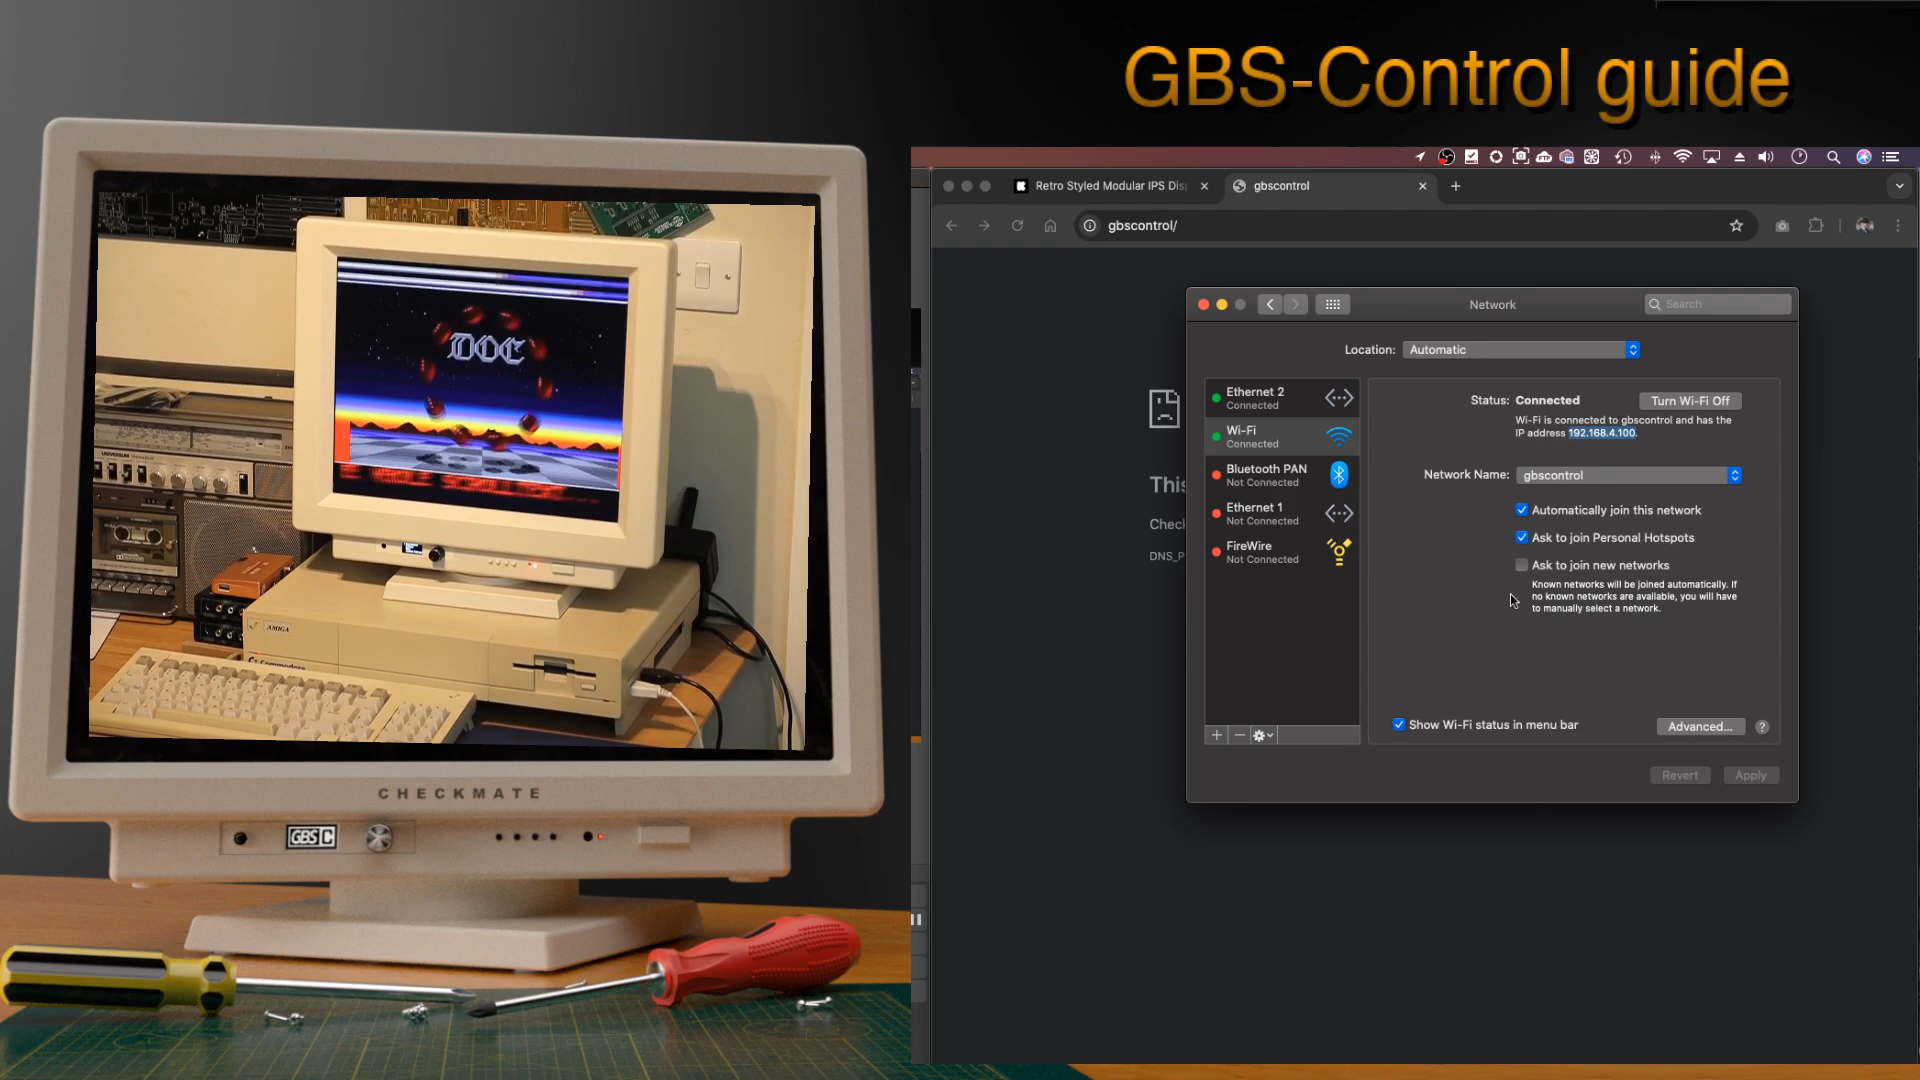 GBS-Control guide
Retro Styled Modular IPS Dis
gbscontrol
gbscontrol/
Network
Search
Location:
Automatic
Ethernet 2
Connected
Wi-Fi
Connected
Bluetooth PAN
Not Connected
Ethernet 1
Not Connected
FireWire
Not Connected
Status:
Connected
Turn Wi-Fi Off
Wi-Fi is connected to gbscontrol and has the
IP address 192.168.4.100.
Network Name:
gbscontrol
Automatically join this network
Ask to join Personal Hotspots
Ask to join new networks
Known networks will be joined automatically. If
no known networks are available, you will have
to manually select a network.
Show Wi-Fi status in menu bar
Advanced...
?
Revert
Apply
This
Check
DNS_P
DOC
UNIVERSUM
AMIGA
Commodore
CHECKMATE
GBS C